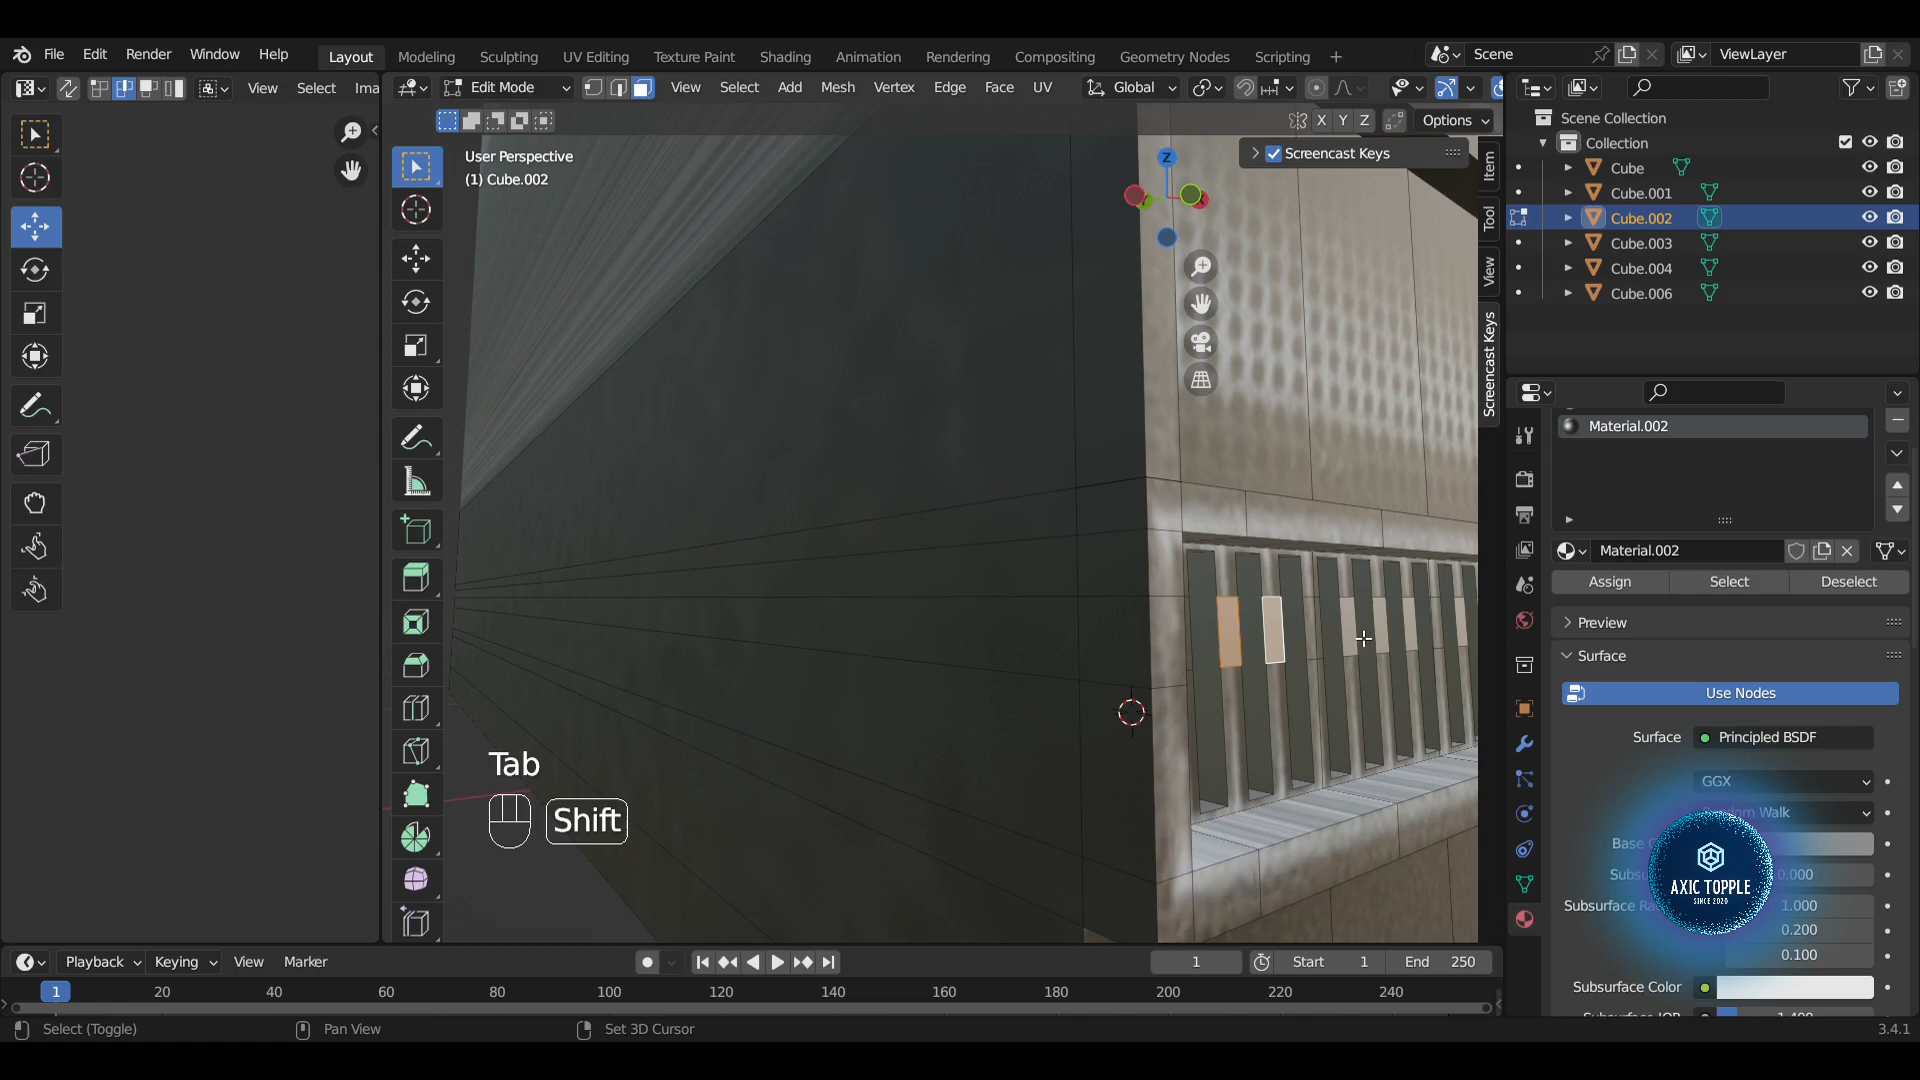 File Edit Render Window Help Layout Modeling Sculpting UV Editing Texture Paint Shading Animation Rendering Compositing Geometry Nodes Scripting + Scene ViewLayer
View Select Ima Edit Mode View Select Add Mesh Vertex Edge Face UV Global
X Y Z Options
User Perspective
(1) Cube.002
Screencast Keys
Z
Item
Tool
View
Screencast Keys
Scene Collection
Collection
Cube
Cube.001
Cube.002
Cube.003
Cube.004
Cube.006
Material.002
Material.002
Assign Select Deselect
Preview
Surface
Use Nodes
Surface Principled BSDF
GGX
Walk
Base
0.000
1.000
0.200
0.100
Subsurface Color
AXIC TOPPLE
SINCE 2020
Tab
Shift
Playback Keying View Marker 1 Start 1 End 250
1 20 40 60 80 100 120 140 160 180 200 220 240
Select (Toggle) Pan View Set 3D Cursor 3.4.1